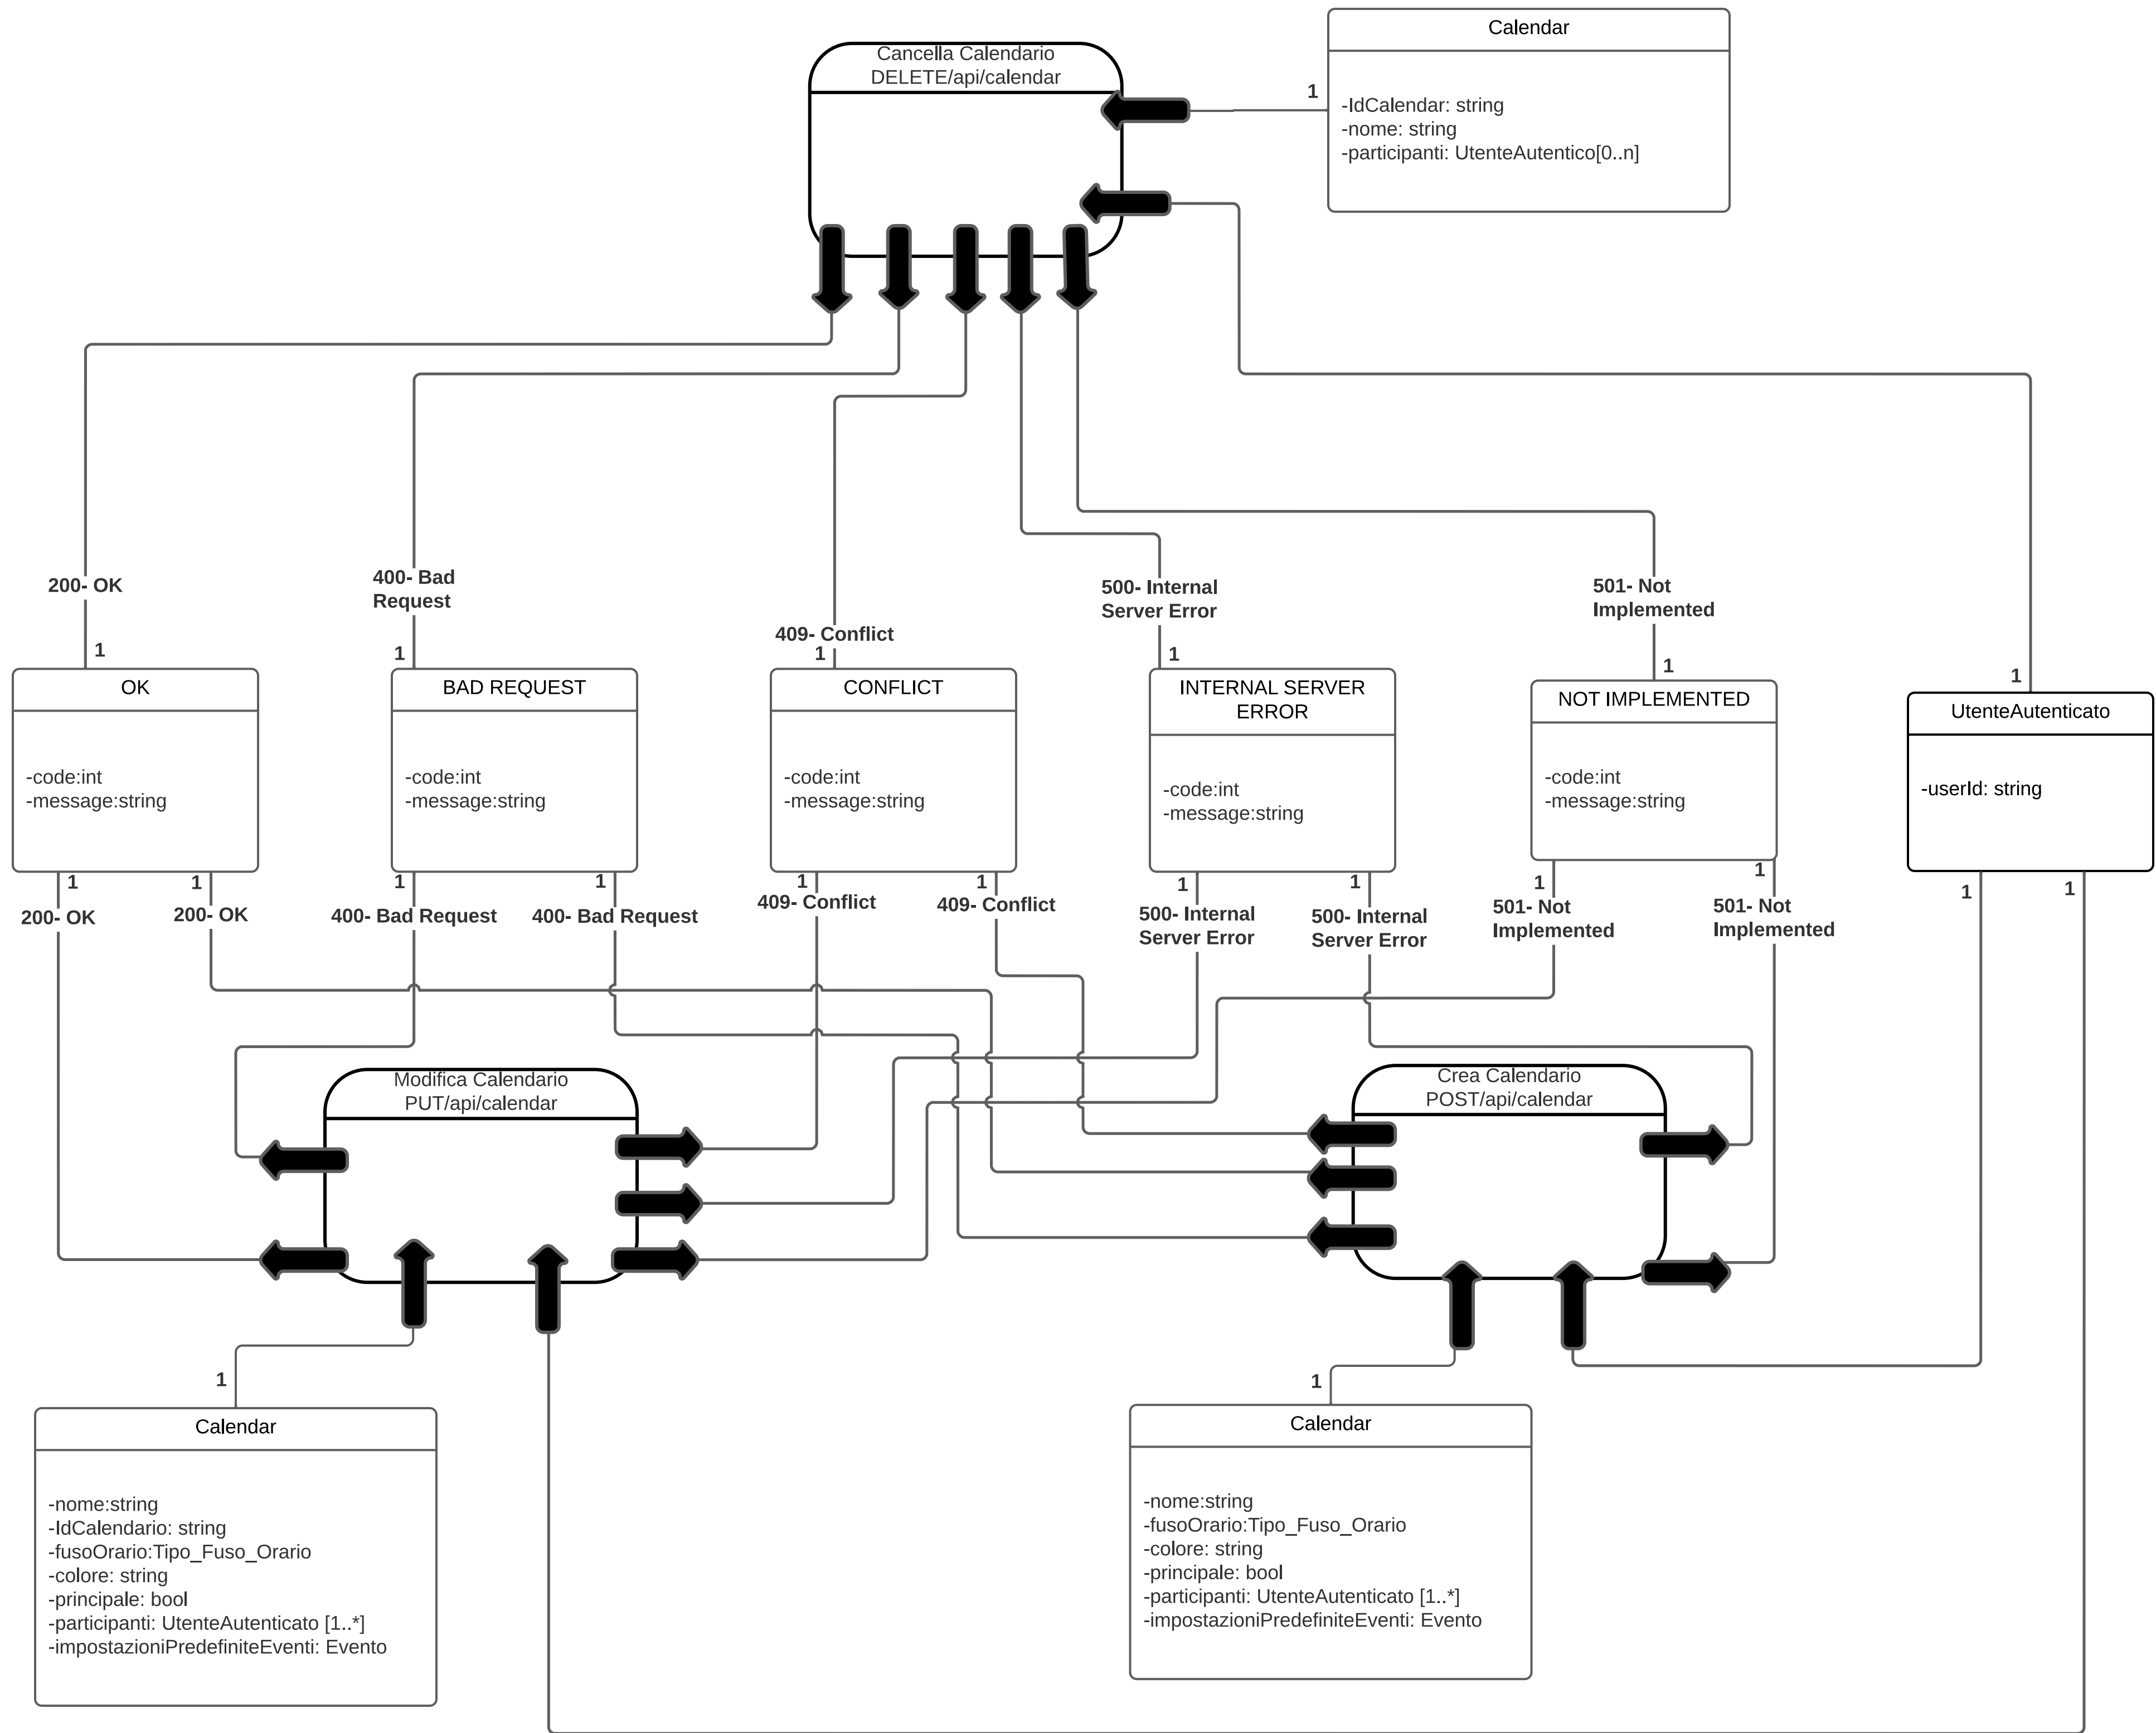 Calendar
-IdCalendar: string
-nome: string
-participanti: UtenteAutentico[0..n]
1
Cancella Calendario
DELETE/api/calendar
200- OK
1
400- Bad
Request
1
409- Conflict
1
500- Internal
Server Error
1
501- Not
Implemented
1
1
OK
-code:int
-message:string
BAD REQUEST
-code:int
-message:string
CONFLICT
-code:int
-message:string
INTERNAL SERVER
ERROR
-code:int
-message:string
NOT IMPLEMENTED
-code:int
-message:string
UtenteAutenticato
-userId: string
1
200- OK
1
200- OK
1
400- Bad Request
1
400- Bad Request
1
409- Conflict
1
409- Conflict
1
500- Internal
Server Error
1
500- Internal
Server Error
1
501- Not
Implemented
1
501- Not
Implemented
1
1
Modifica Calendario
PUT/api/calendar
Crea Calendario
POST/api/calendar
1
Calendar
-nome:string
-IdCalendario: string
-fusoOrario:Tipo_Fuso_Orario
-colore: string
-principale: bool
-participanti: UtenteAutenticato [1..*]
-impostazioniPredefiniteEventi: Evento
1
Calendar
-nome:string
-fusoOrario:Tipo_Fuso_Orario
-colore: string
-principale: bool
-participanti: UtenteAutenticato [1..*]
-impostazioniPredefiniteEventi: Evento